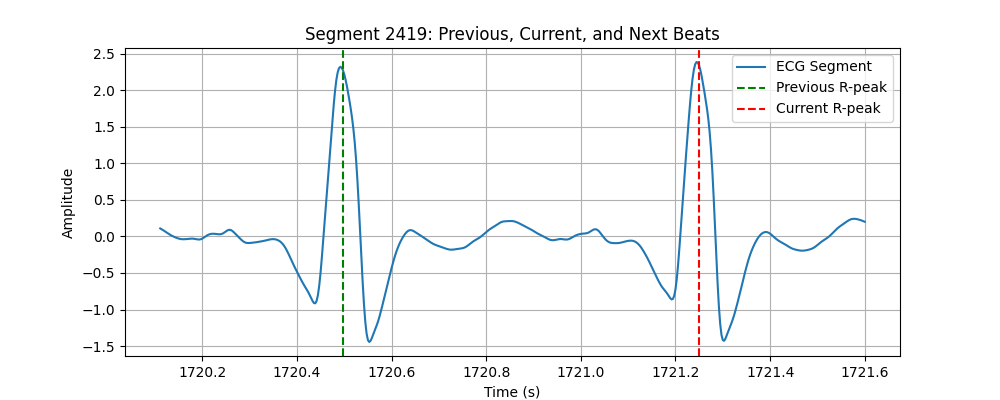 Segment 2419: Previous, Current, and Next Beats
2.5
2.0
1.5
1.0
0.5
0.0
−0.5
−1.0
−1.5
Amplitude
ECG Segment
Previous R-peak
Current R-peak
1720.2 1720.4 1720.6 1720.8 1721.0 1721.2 1721.4 1721.6
Time (s)